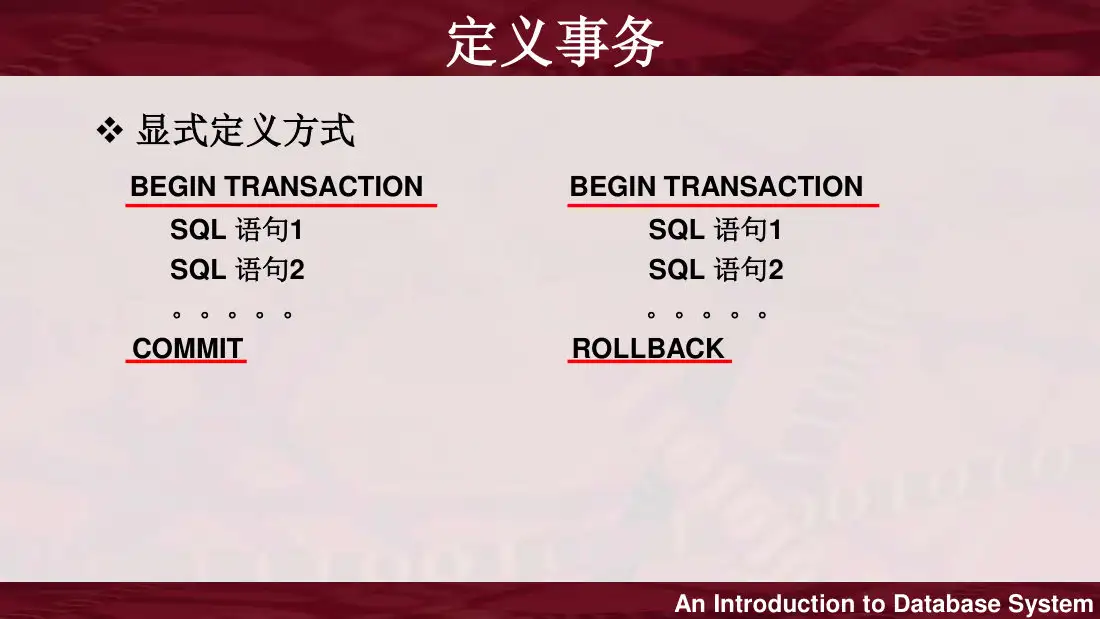 定义事务
❖ 显式定义方式
BEGIN TRANSACTION
SQL 语句1
SQL 语句2
。。。。。
COMMIT
BEGIN TRANSACTION
SQL 语句1
SQL 语句2
。。。。。
ROLLBACK
An Introduction to Database System